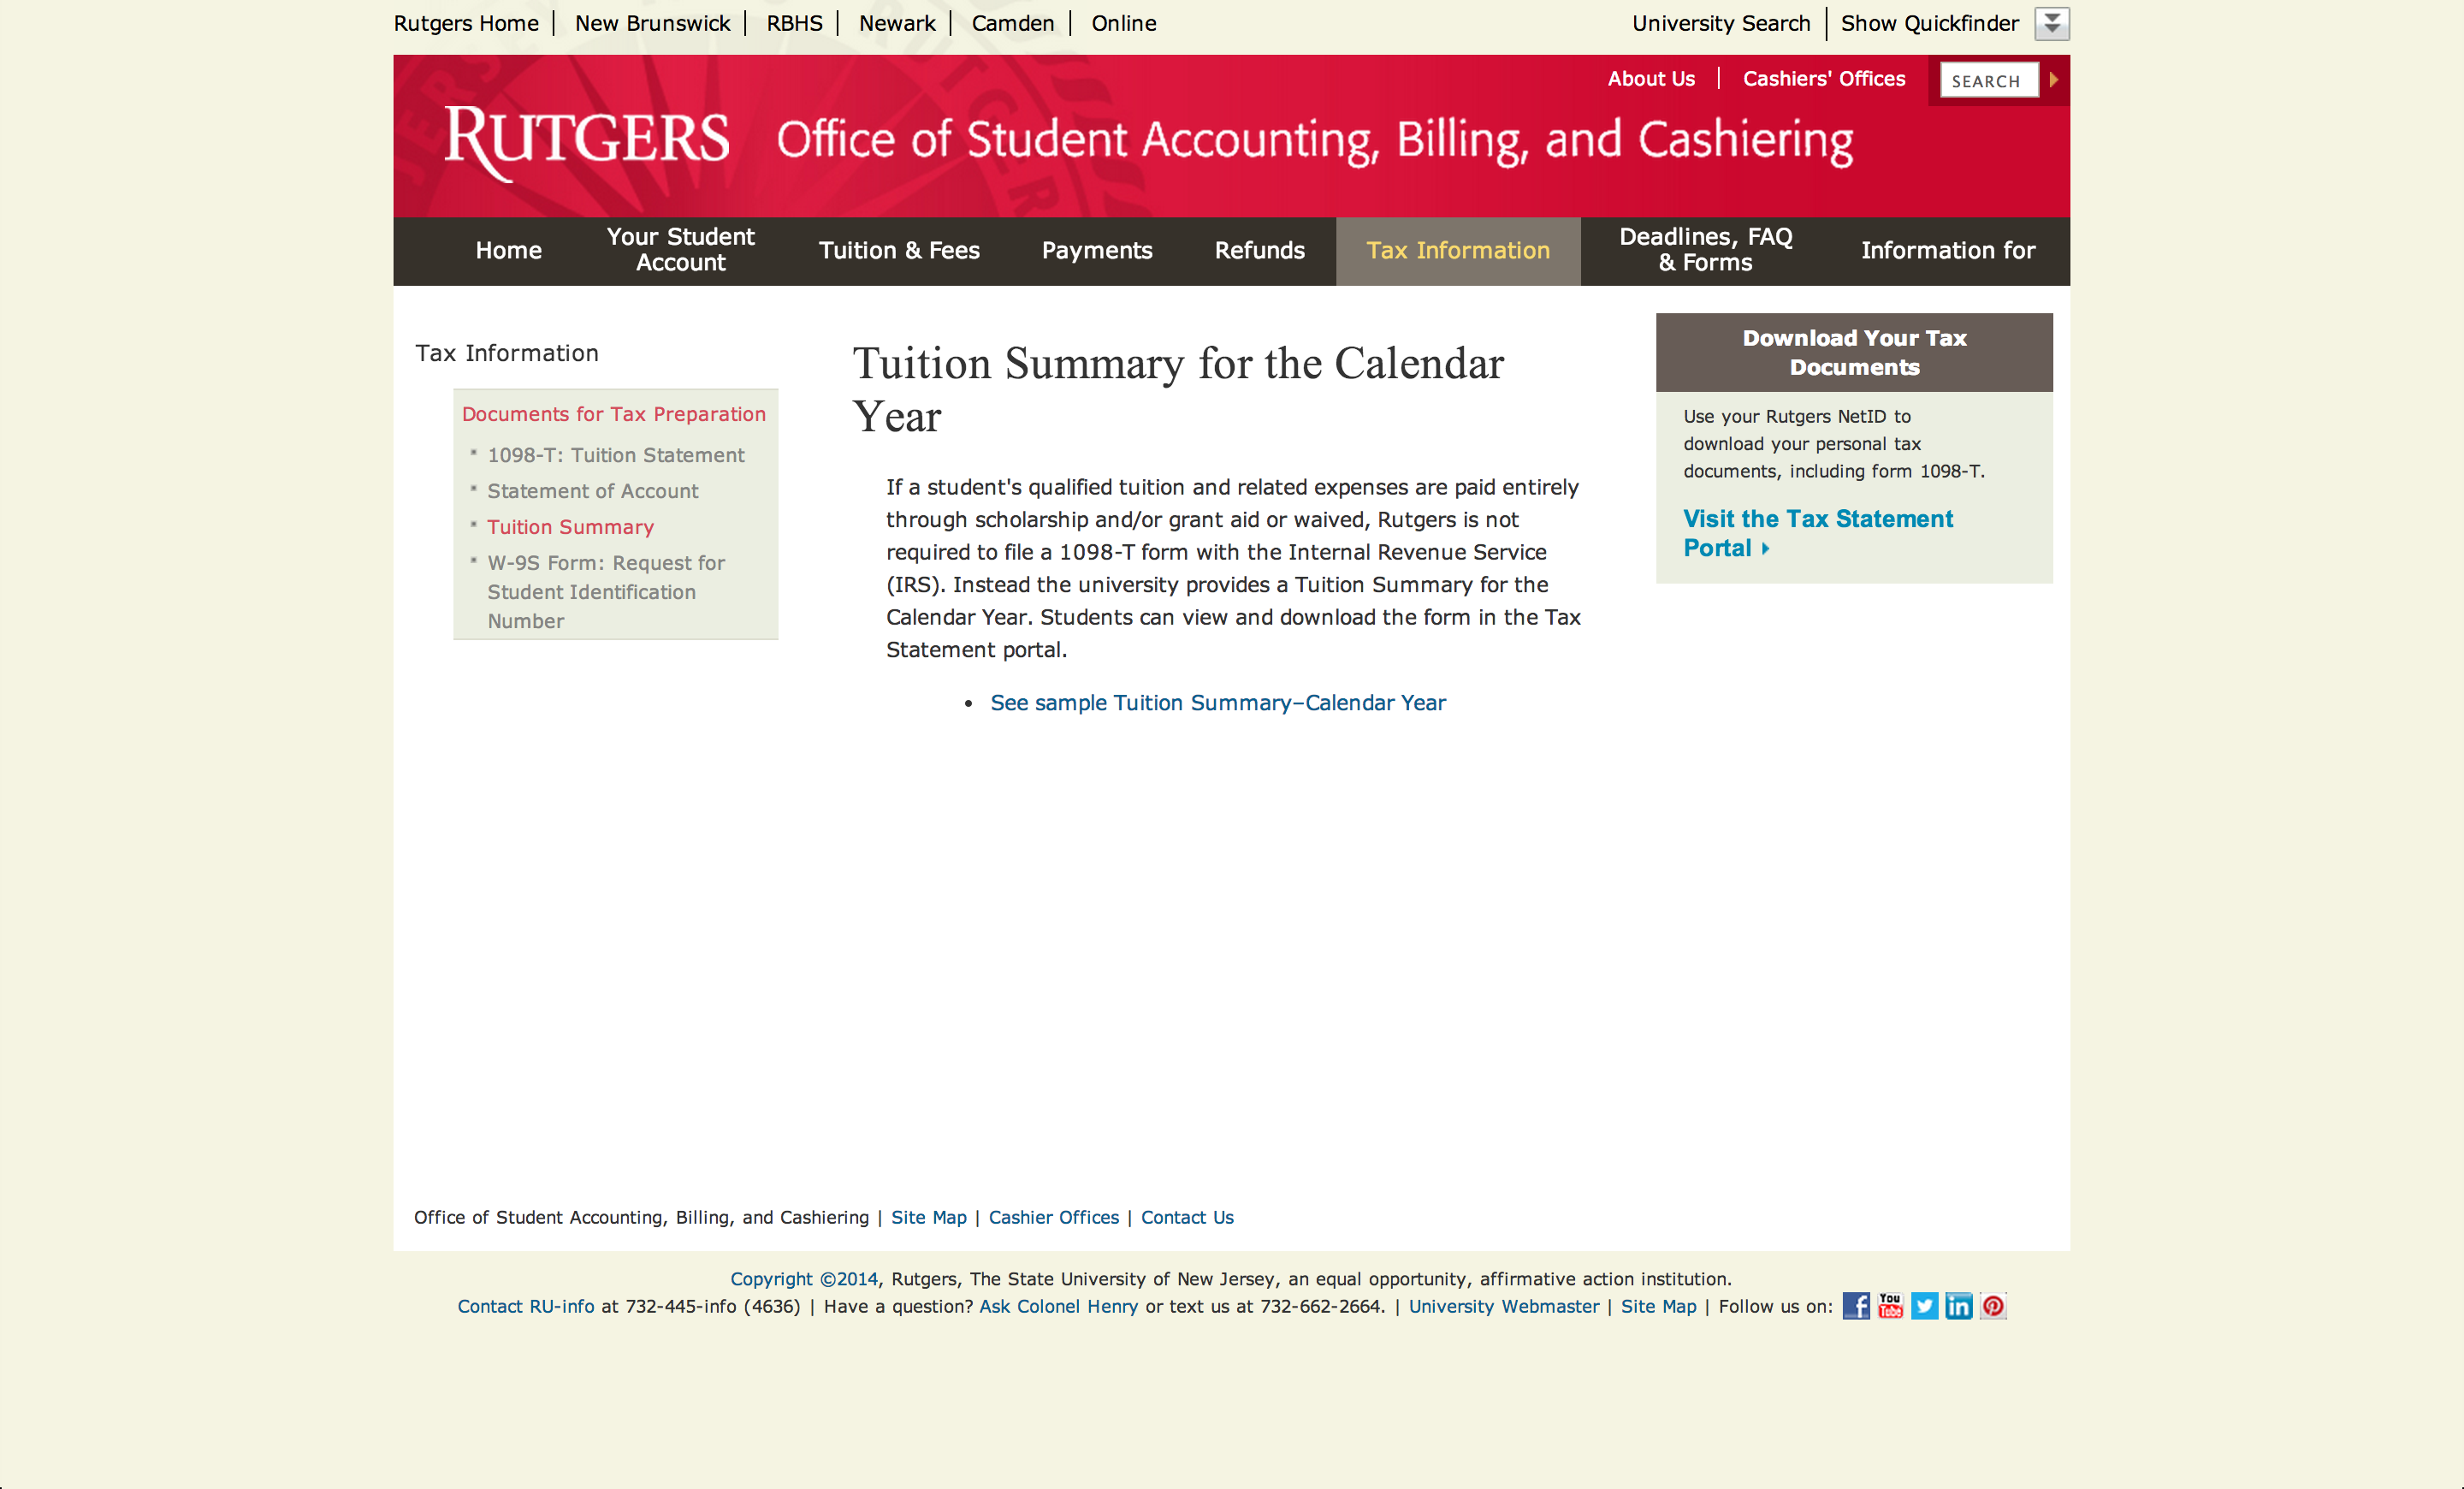 Rutgers Home | New Brunswick | RBHS | Newark | Camden | Online
University Search | Show Quickfinder
About Us | Cashiers' Offices
SEARCH
RUTGERS Office of Student Accounting, Billing, and Cashiering
Home
Your Student
Account
Tuition & Fees
Payments
Refunds
Tax Information
Deadlines, FAQ
& Forms
Information for
Tax Information
Documents for Tax Preparation
1098-T: Tuition Statement
Statement of Account
Tuition Summary
W-9S Form: Request for
Student Identification
Number
Tuition Summary for the Calendar
Year
If a student's qualified tuition and related expenses are paid entirely
through scholarship and/or grant aid or waived, Rutgers is not
required to file a 1098-T form with the Internal Revenue Service
(IRS). Instead the university provides a Tuition Summary for the
Calendar Year. Students can view and download the form in the Tax
Statement portal.
• See sample Tuition Summary–Calendar Year
Download Your Tax
Documents
Use your Rutgers NetID to
download your personal tax
documents, including form 1098-T.
Visit the Tax Statement
Portal
Office of Student Accounting, Billing, and Cashiering | Site Map | Cashier Offices | Contact Us
Copyright ©2014, Rutgers, The State University of New Jersey, an equal opportunity, affirmative action institution.
Contact RU-info at 732-445-info (4636) | Have a question? Ask Colonel Henry or text us at 732-662-2664. | University Webmaster | Site Map | Follow us on: f You Tube in